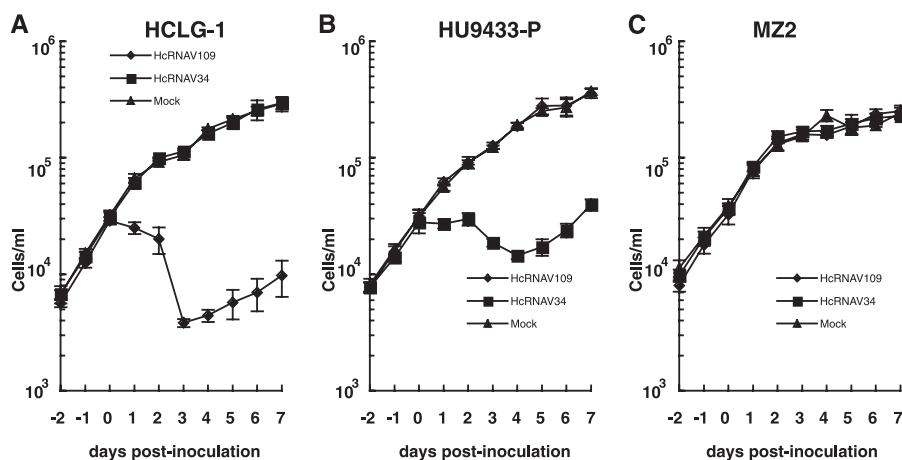 A
HCLG-1
Cells/ml
10^6
10^5
10^4
10^3
HcRNAV109
HcRNAV34
Mock
-2 -1 0 1 2 3 4 5 6 7
days post-inoculation
B
HU9433-P
Cells/ml
10^6
10^5
10^4
10^3
HcRNAV109
HcRNAV34
Mock
-2 -1 0 1 2 3 4 5 6 7
days post-inoculation
C
MZ2
Cells/ml
10^6
10^5
10^4
10^3
HcRNAV109
HcRNAV34
Mock
-2 -1 0 1 2 3 4 5 6 7
days post-inoculation